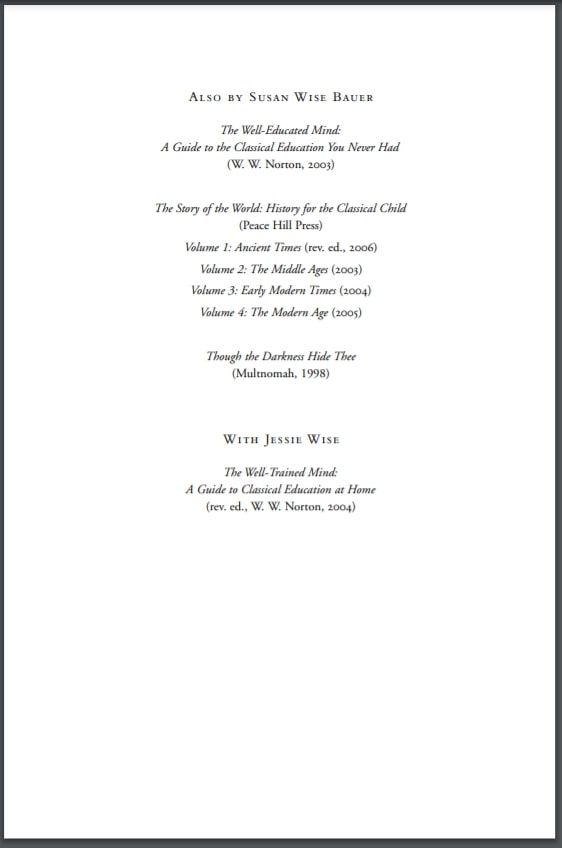 Also by Susan Wise Bauer
The Well-Educated Mind:
A Guide to the Classical Education You Never Had
(W. W. Norton, 2003)
The Story of the World: History for the Classical Child
(Peace Hill Press)
Volume 1: Ancient Times (rev. ed., 2006)
Volume 2: The Middle Ages (2003)
Volume 3: Early Modern Times (2004)
Volume 4: The Modern Age (2005)
Though the Darkness Hide Thee
(Multnomah, 1998)
With Jessie Wise
The Well-Trained Mind:
A Guide to Classical Education at Home
(rev. ed., W. W. Norton, 2004)